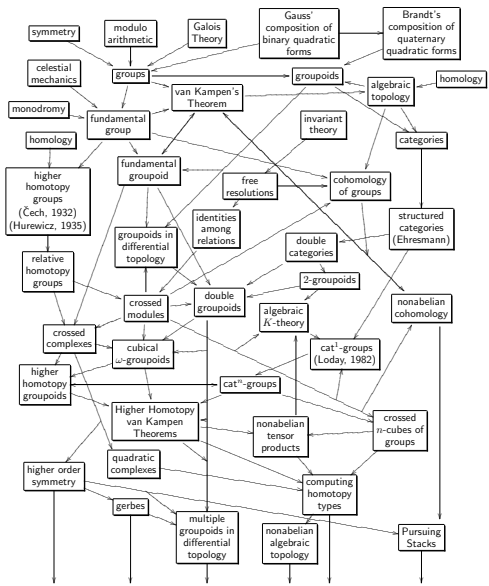 symmetry
modulo
arithmetic
Galois
Theory
Gauss'
composition of
binary quadratic
forms
Brandt's
composition of
quaternary
quadratic forms
celestial
mechanics
groups
groupoids
algebraic
topology
homology
van Kampen's
Theorem
monodromy
fundamental
group
invariant
theory
categories
homology
fundamental
groupoid
higher
homotopy
groups
(Čech, 1932)
(Hurewicz, 1935)
free
resolutions
cohomology
of groups
identities
among
relations
structured
categories
(Ehresmann)
groupoids in
differential
topology
double
categories
relative
homotopy
groups
2-groupoids
crossed
modules
double
groupoids
algebraic
K-theory
nonabelian
cohomology
crossed
complexes
cubical
ω-groupoids
cat¹-groups
(Loday, 1982)
higher
homotopy
groupoids
catⁿ-groups
Higher Homotopy
van Kampen
Theorems
nonabelian
tensor
products
crossed
n-cubes of
groups
quadratic
complexes
higher order
symmetry
computing
homotopy
types
gerbes
multiple
groupoids in
differential
topology
nonabelian
algebraic
topology
Pursuing
Stacks